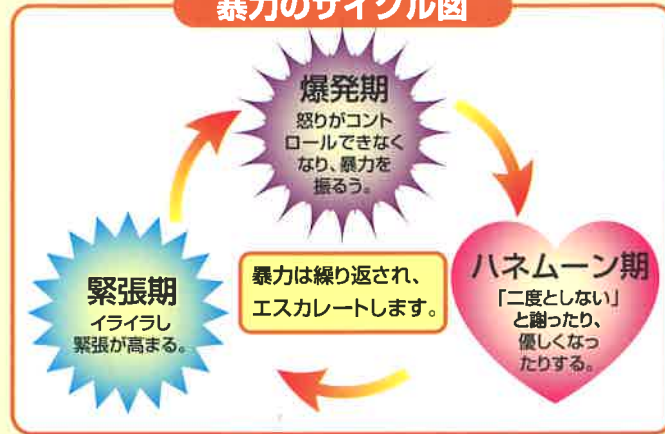 暴力のサイクル図
爆発期
怒りがコント
ロールできなく
なり、暴力を
振るう。
ハネムーン期
「二度としない」
と謝ったり、
優しくなっ
たりする。
緊張期
イライラし
緊張が高まる。
暴力は繰り返され、
エスカレートします。